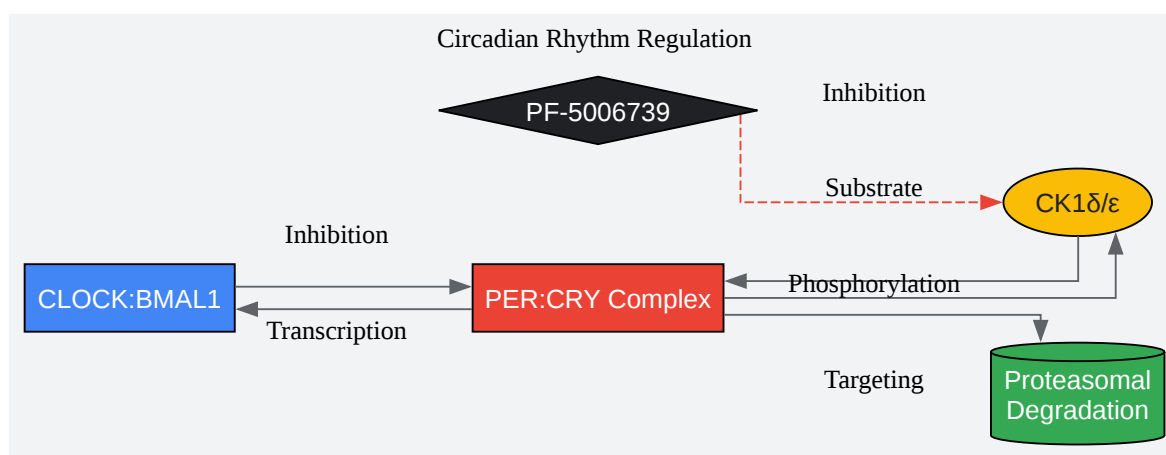 Circadian Rhythm Regulation
PF-5006739
Inhibition
Substrate
CK1δ/ε
Inhibition
CLOCK:BMAL1
PER:CRY Complex
Phosphorylation
Transcription
Targeting
Proteasomal
Degradation